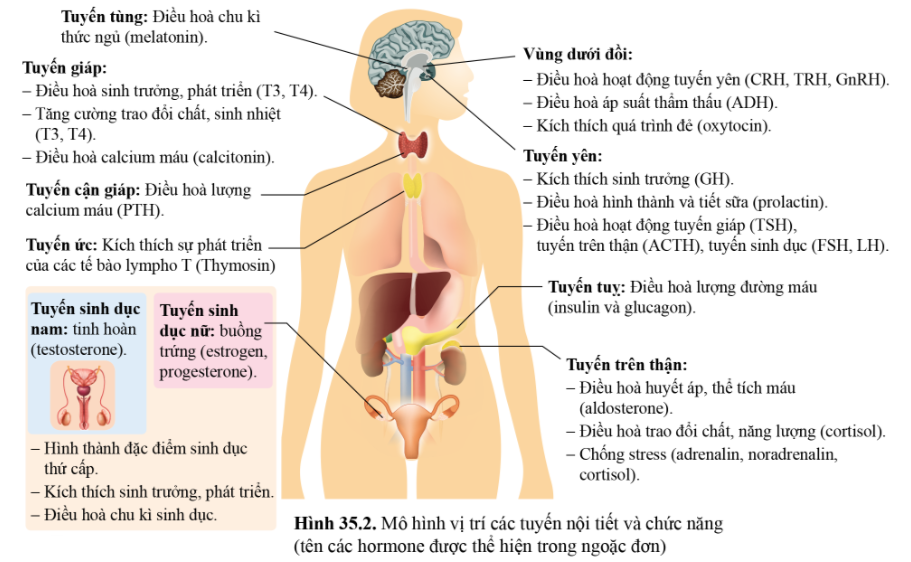 Tuyến tùng: Điều hoà chu kì
thức ngủ (melatonin).
Tuyến giáp:
– Điều hoà sinh trưởng, phát triển (T3, T4).
– Tăng cường trao đổi chất, sinh nhiệt
(T3, T4).
– Điều hoà calcium máu (calcitonin).
Tuyến cận giáp: Điều hoà lượng
calcium máu (PTH).
Tuyến ức: Kích thích sự phát triển
của các tế bào lympho T (Thymosin)
Tuyến sinh dục
nam: tinh hoàn
(testosterone).
Tuyến sinh
dục nữ: buồng
trứng (estrogen,
progesterone).
– Hình thành đặc điểm sinh dục
thứ cấp.
– Kích thích sinh trưởng, phát triển.
– Điều hoà chu kì sinh dục.
Vùng dưới đồi:
– Điều hoà hoạt động tuyến yên (CRH, TRH, GnRH).
– Điều hoà áp suất thẩm thấu (ADH).
– Kích thích quá trình đẻ (oxytocin).
Tuyến yên:
– Kích thích sinh trưởng (GH).
– Điều hoà hình thành và tiết sữa (prolactin).
– Điều hoà hoạt động tuyến giáp (TSH),
tuyến trên thận (ACTH), tuyến sinh dục (FSH, LH).
Tuyến tuỵ: Điều hoà lượng đường máu
(insulin và glucagon).
Tuyến trên thận:
– Điều hoà huyết áp, thể tích máu
(aldosterone).
– Điều hoà trao đổi chất, năng lượng (cortisol).
– Chống stress (adrenalin, noradrenalin,
cortisol).
Hình 35.2. Mô hình vị trí các tuyến nội tiết và chức năng
(tên các hormone được thể hiện trong ngoặc đơn)